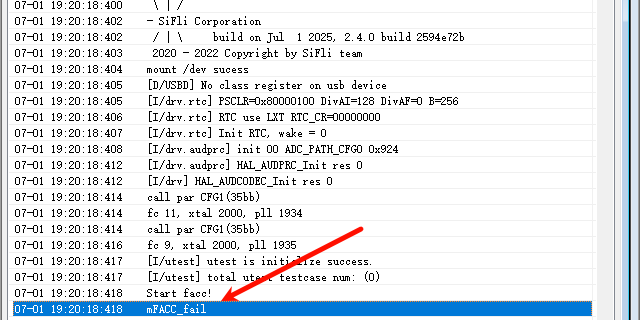 07-01 19:20:18:400 \ | /
07-01 19:20:18:402 - SiFli Corporation
07-01 19:20:18:402 / | \ build on Jul 1 2025, 2.4.0 build 2594e72b
07-01 19:20:18:403 2020 - 2022 Copyright by SiFli team
07-01 19:20:18:404 mount /dev sucess
07-01 19:20:18:405 [D/USBD] No class register on usb device
07-01 19:20:18:405 [I/drv.rtc] PSCLR=0x80000100 DivAI=128 DivAF=0 B=256
07-01 19:20:18:406 [I/drv.rtc] RTC use LXT RTC_CR=00000000
07-01 19:20:18:407 [I/drv.rtc] Init RTC, wake = 0
07-01 19:20:18:408 [I/drv.audprc] init 00 ADC_PATH_CFG0 0x924
07-01 19:20:18:412 [I/drv.audprc] HAL_AUDPRC_Init res 0
07-01 19:20:18:412 [I/drv] HAL_AUDCODEC_Init res 0
07-01 19:20:18:414 call par CFG1(35bb)
07-01 19:20:18:414 fc 11, xtal 2000, pll 1934
07-01 19:20:18:414 call par CFG1(35bb)
07-01 19:20:18:416 fc 9, xtal 2000, pll 1935
07-01 19:20:18:417 [I/utest] utest is initialize success.
07-01 19:20:18:417 [I/utest] total utest testcase num: (0)
07-01 19:20:18:418 Start facc!
07-01 19:20:18:418 mFACC_fail